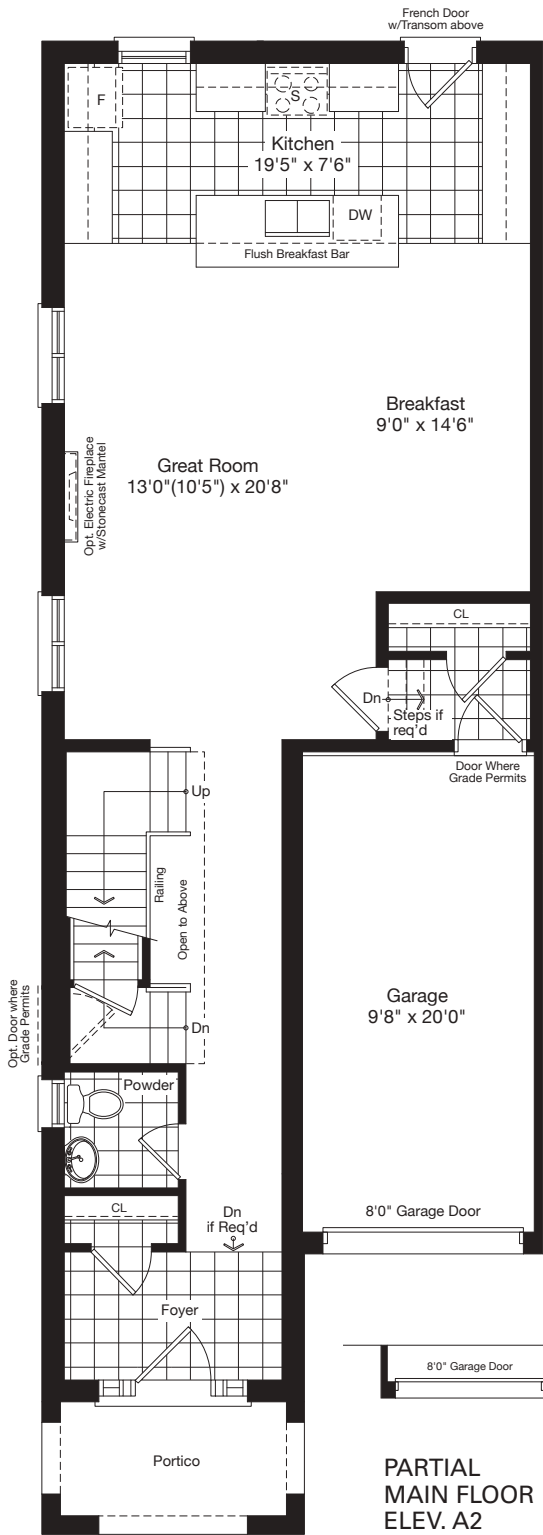 French Door
w/Transom above
F
S
Kitchen
19'5" x 7'6"
DW
Flush Breakfast Bar
Breakfast
9'0" x 14'6"
Great Room
13'0"(10'5") x 20'8"
Opt. Electric Fireplace
w/Stonecast Mantel
CL
Dn
Steps if
req'd
Door Where
Grade Permits
Up
Railing
Open to Above
Garage
9'8" x 20'0"
Opt. Door where
Grade Permits
Dn
Powder
CL
Dn
if Req'd
8'0" Garage Door
Foyer
8'0" Garage Door
Portico
PARTIAL
MAIN FLOOR
ELEV. A2